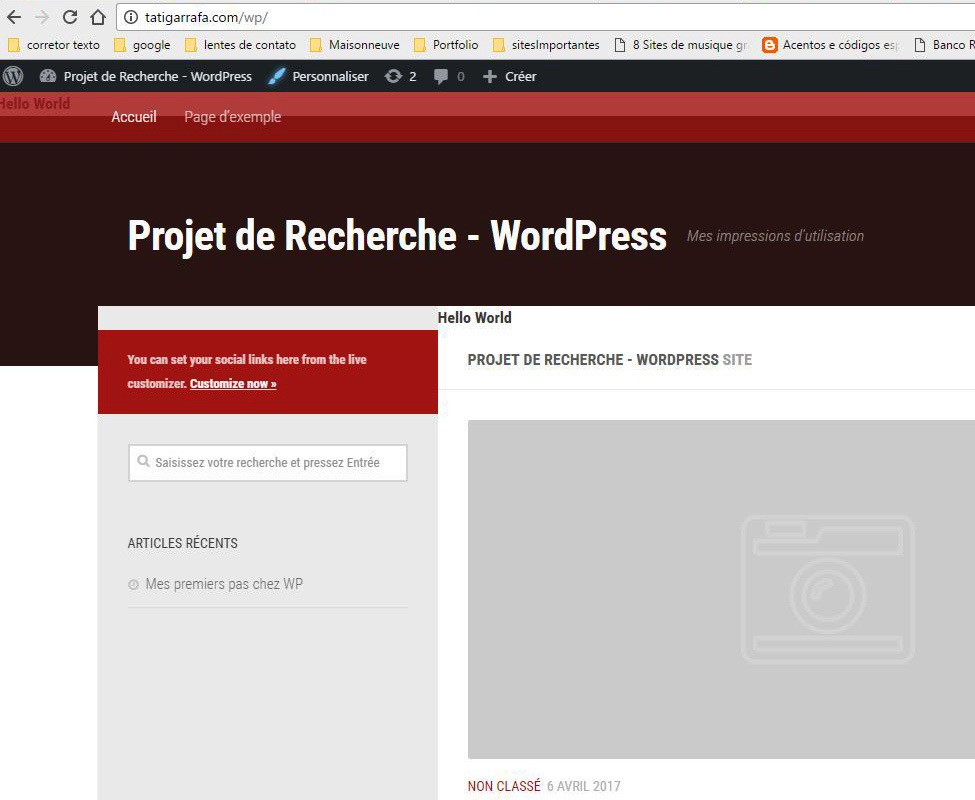 tatigarrafa.com/wp/
corretor texto google lentes de contato Maisonneuve Portfolio sitesImportantes 8 Sites de musique Acentos e códigos Banco
Projet de Recherche - WordPress Personnaliser 2 0 Créer
Hello World
Accueil Page d'exemple
Projet de Recherche - WordPress Mes impressions d'utilisation
Hello World
You can set your social links here from the live
customizer. Customize now »
PROJET DE RECHERCHE - WORDPRESS SITE
Saisissez votre recherche et pressez Entrée
ARTICLES RÉCENTS
Mes premiers pas chez WP
NON CLASSÉ 6 AVRIL 2017